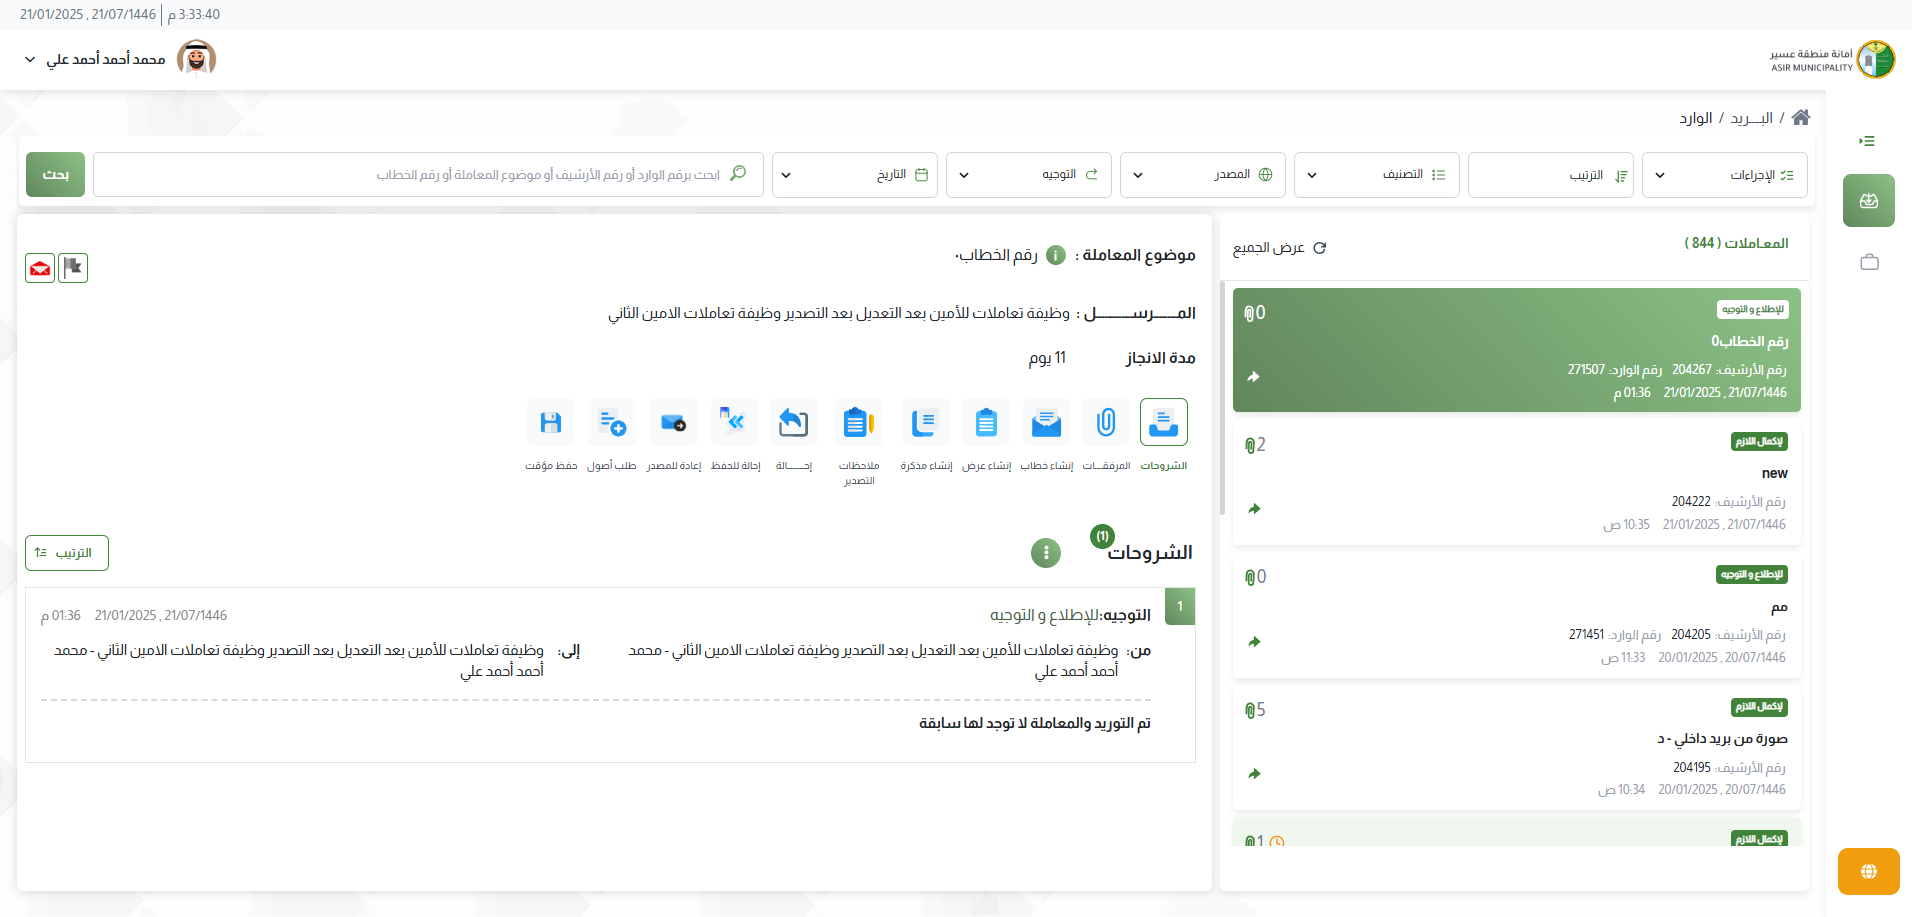 3:33:40 م | 21/07/1446 , 21/01/2025
أمانة منطقة عسير
ASIR MUNICIPALITY
محمد أحمد أحمد علي
/ البـــريد / الوارد
الإجراءات
الترتيب
التصنيف
المصدر
التوجيه
التاريخ
ابحث برقم الوارد أو رقم الأرشيف أو موضوع المعاملة أو رقم الخطاب
بحث
المعـاملات ( 844 )
عرض الجميع
للإطلاع و التوجيه
0
رقم الخطاب0
رقم الأرشيف: 204267 رقم الوارد: 271507
21/07/1446 , 21/01/2025 01:36 م
لإكمال اللازم
2
new
رقم الأرشيف: 204222
21/07/1446 , 21/01/2025 10:35 ص
للإطلاع و التوجيه
0
مم
رقم الأرشيف: 204205 رقم الوارد: 271451
20/07/1446 , 20/01/2025 11:33 ص
لإكمال اللازم
5
صورة من بريد داخلي - د
رقم الأرشيف: 204195
20/07/1446 , 20/01/2025 10:34 ص
لإكمال اللازم
1
موضوع المعاملة : رقم الخطاب٠
المـــــرســــــــل : وظيفة تعاملات للأمين بعد التعديل بعد التصدير وظيفة تعاملات الامين الثاني
مدة الانجاز 11 يوم
الشروحات
المرفقــــات
إنشاء خطاب
إنشاء عرض
إنشاء مذكرة
ملاحظات التصدير
إحـــــــالة
إحالة للحفظ
إعادة للمصدر
طلب أصول
حفظ مؤقت
الشروحات (1)
الترتيب
1
التوجيه:للإطلاع و التوجيه
21/07/1446 , 21/01/2025 01:36 م
من: وظيفة تعاملات للأمين بعد التعديل بعد التصدير وظيفة تعاملات الامين الثاني - محمد
أحمد أحمد علي
إلى: وظيفة تعاملات للأمين بعد التعديل بعد التصدير وظيفة تعاملات الامين الثاني - محمد
أحمد أحمد علي
تم التوريد والمعاملة لا توجد لها سابقة